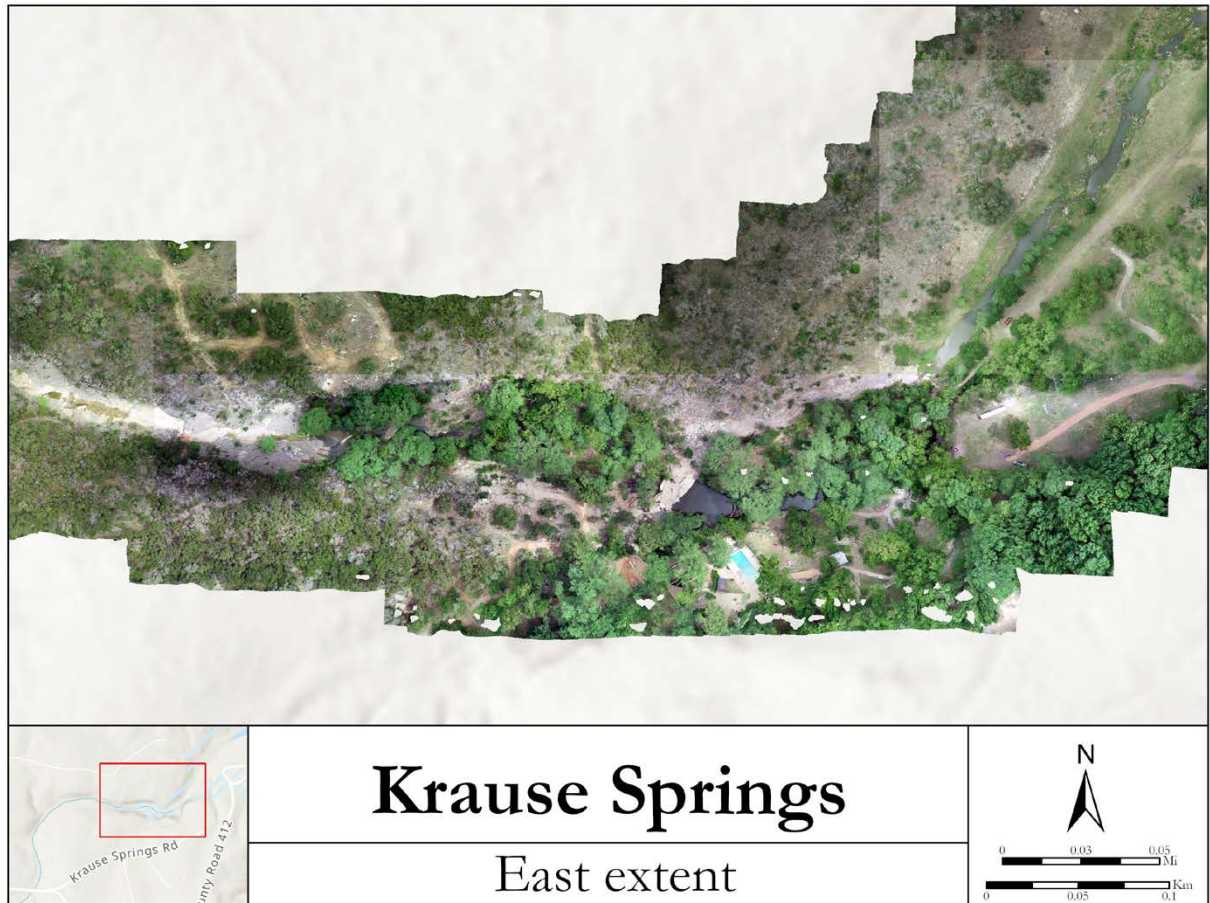 Krause Springs Rd
unty Road 412
Krause Springs
East extent
N
0 0.03 0.05
Mi
Km
0 0.05 0.1